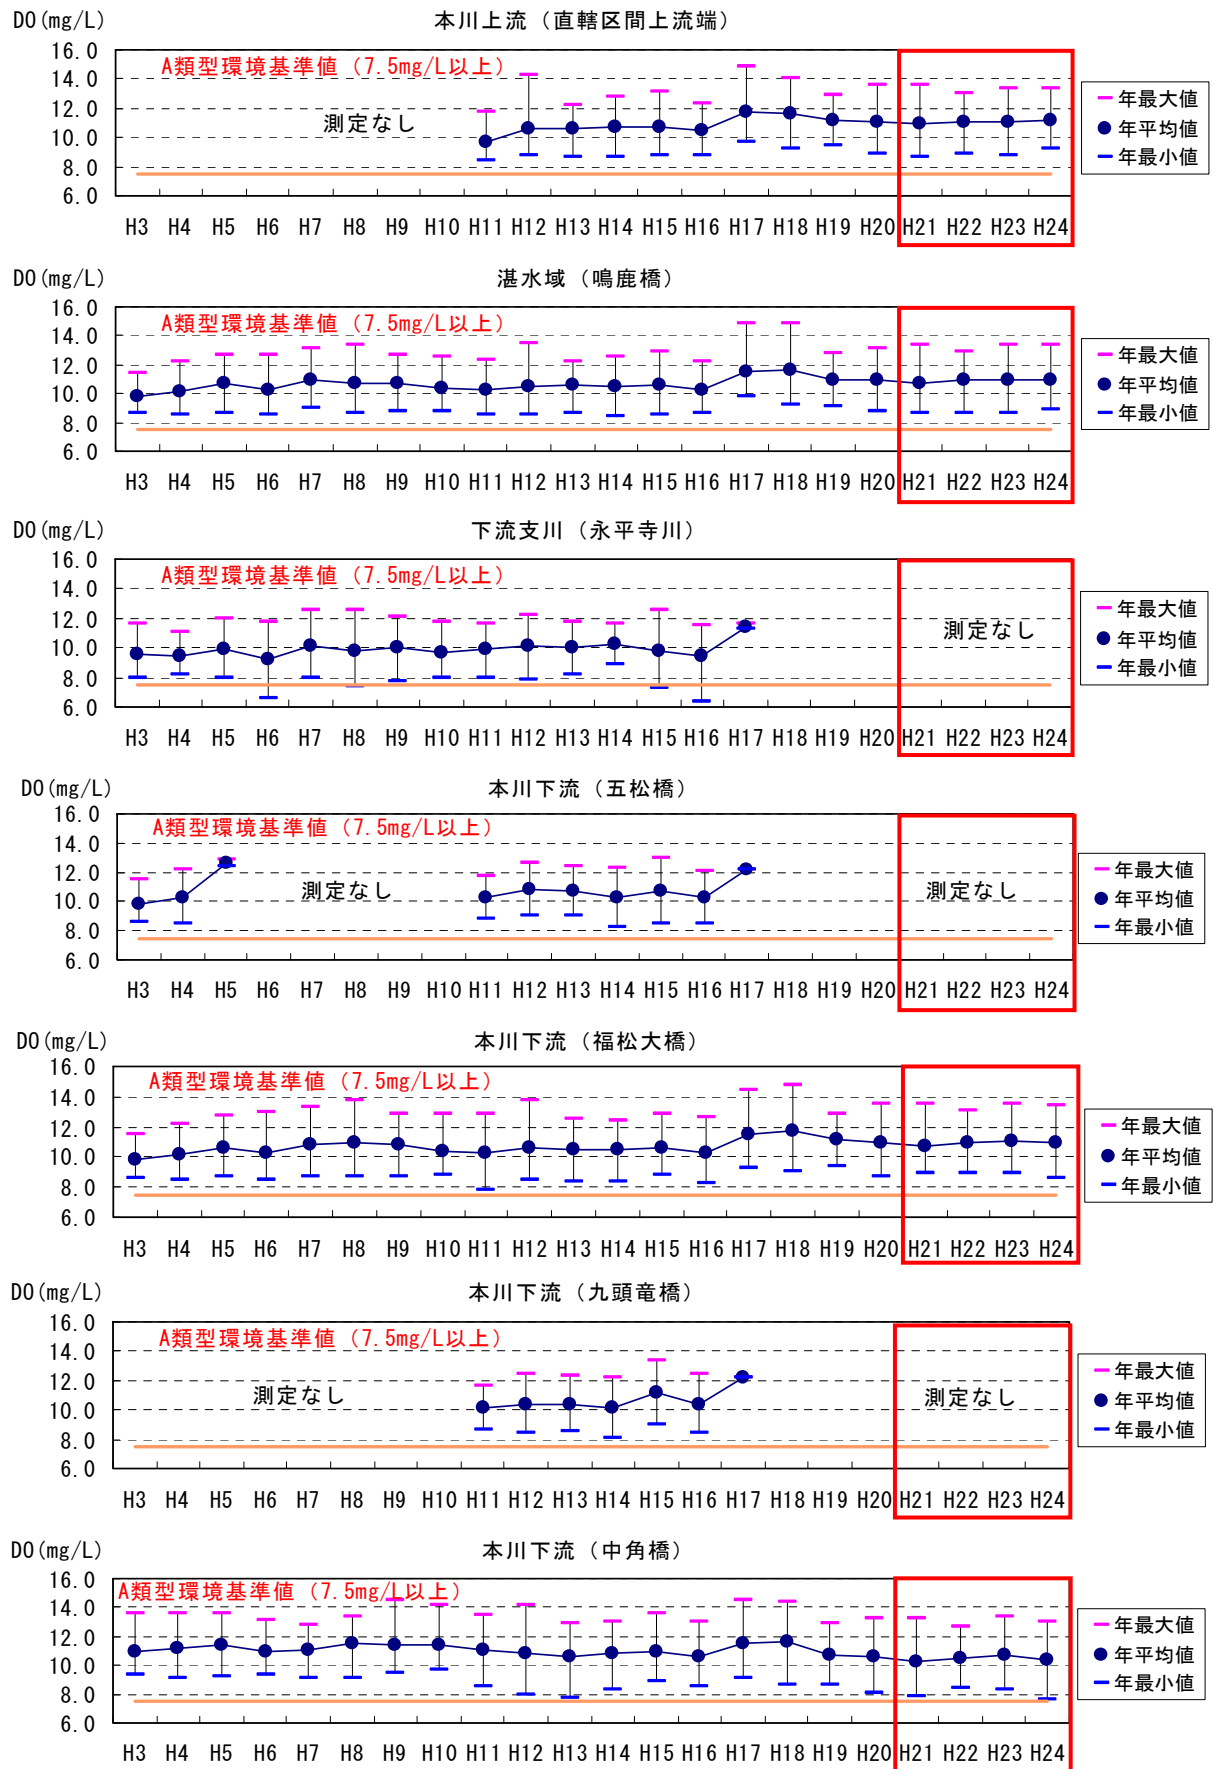 DO(mg/L) 本川上流（直轄区間上流端）
16.0
A類型環境基準値（7.5mg/L以上）
14.0
12.0
測定なし
10.0
8.0
6.0
H3 H4 H5 H6 H7 H8 H9 H10 H11 H12 H13 H14 H15 H16 H17 H18 H19 H20 H21 H22 H23 H24
年最大値
年平均値
年最小値
DO(mg/L) 湛水域（鳴鹿橋）
16.0
A類型環境基準値（7.5mg/L以上）
14.0
12.0
10.0
8.0
6.0
H3 H4 H5 H6 H7 H8 H9 H10 H11 H12 H13 H14 H15 H16 H17 H18 H19 H20 H21 H22 H23 H24
年最大値
年平均値
年最小値
DO(mg/L) 下流支川（永平寺川）
16.0
A類型環境基準値（7.5mg/L以上）
14.0
12.0
測定なし
10.0
8.0
6.0
H3 H4 H5 H6 H7 H8 H9 H10 H11 H12 H13 H14 H15 H16 H17 H18 H19 H20 H21 H22 H23 H24
年最大値
年平均値
年最小値
DO(mg/L) 本川下流（五松橋）
16.0
A類型環境基準値（7.5mg/L以上）
14.0
12.0
測定なし 測定なし
10.0
8.0
6.0
H3 H4 H5 H6 H7 H8 H9 H10 H11 H12 H13 H14 H15 H16 H17 H18 H19 H20 H21 H22 H23 H24
年最大値
年平均値
年最小値
DO(mg/L) 本川下流（福松大橋）
16.0
A類型環境基準値（7.5mg/L以上）
14.0
12.0
10.0
8.0
6.0
H3 H4 H5 H6 H7 H8 H9 H10 H11 H12 H13 H14 H15 H16 H17 H18 H19 H20 H21 H22 H23 H24
年最大値
年平均値
年最小値
DO(mg/L) 本川下流（九頭竜橋）
16.0
A類型環境基準値（7.5mg/L以上）
14.0
12.0
測定なし 測定なし
10.0
8.0
6.0
H3 H4 H5 H6 H7 H8 H9 H10 H11 H12 H13 H14 H15 H16 H17 H18 H19 H20 H21 H22 H23 H24
年最大値
年平均値
年最小値
DO(mg/L) 本川下流（中角橋）
16.0
A類型環境基準値（7.5mg/L以上）
14.0
12.0
10.0
8.0
6.0
H3 H4 H5 H6 H7 H8 H9 H10 H11 H12 H13 H14 H15 H16 H17 H18 H19 H20 H21 H22 H23 H24
年最大値
年平均値
年最小値